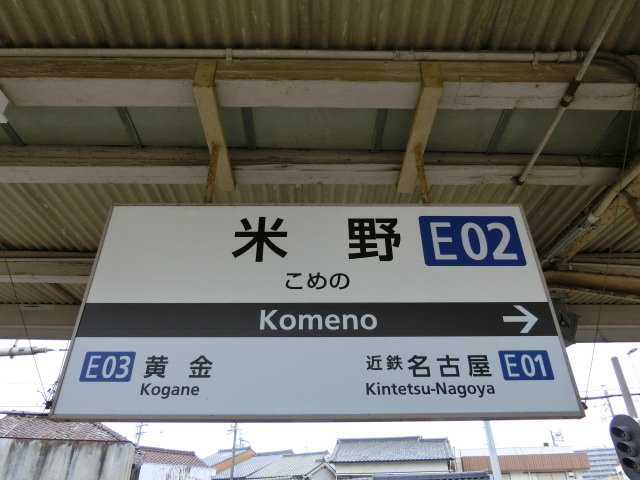 米野 E02
こめの
Komeno →
E03 黄金 近鉄名古屋 E01
Kogane Kintetsu-Nagoya